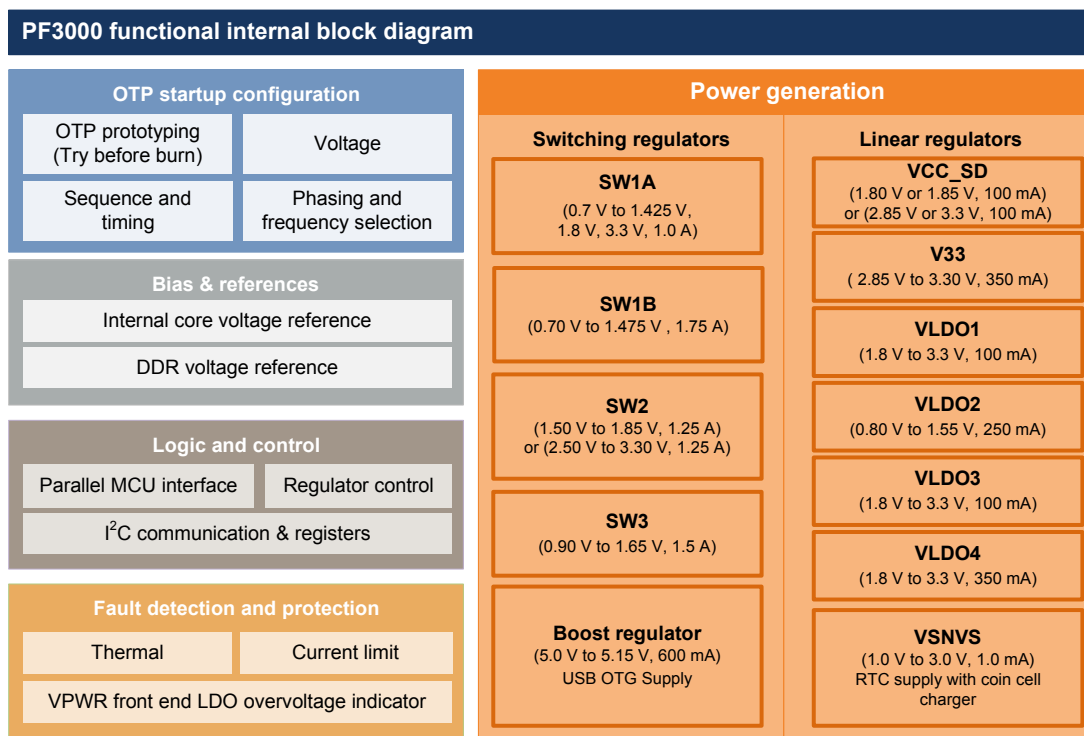 PF3000 functional internal block diagram
OTP startup configuration
OTP prototyping
(Try before burn)
Voltage
Sequence and
timing
Phasing and
frequency selection
Bias & references
Internal core voltage reference
DDR voltage reference
Logic and control
Parallel MCU interface
Regulator control
I²C communication & registers
Fault detection and protection
Thermal
Current limit
VPWR front end LDO overvoltage indicator
Power generation
Switching regulators
SW1A
(0.7 V to 1.425 V,
1.8 V, 3.3 V, 1.0 A)
SW1B
(0.70 V to 1.475 V , 1.75 A)
SW2
(1.50 V to 1.85 V, 1.25 A)
or (2.50 V to 3.30 V, 1.25 A)
SW3
(0.90 V to 1.65 V, 1.5 A)
Boost regulator
(5.0 V to 5.15 V, 600 mA)
USB OTG Supply
Linear regulators
VCC_SD
(1.80 V or 1.85 V, 100 mA)
or (2.85 V or 3.3 V, 100 mA)
V33
( 2.85 V to 3.30 V, 350 mA)
VLDO1
(1.8 V to 3.3 V, 100 mA)
VLDO2
(0.80 V to 1.55 V, 250 mA)
VLDO3
(1.8 V to 3.3 V, 100 mA)
VLDO4
(1.8 V to 3.3 V, 350 mA)
VSNVS
(1.0 V to 3.0 V, 1.0 mA)
RTC supply with coin cell
charger